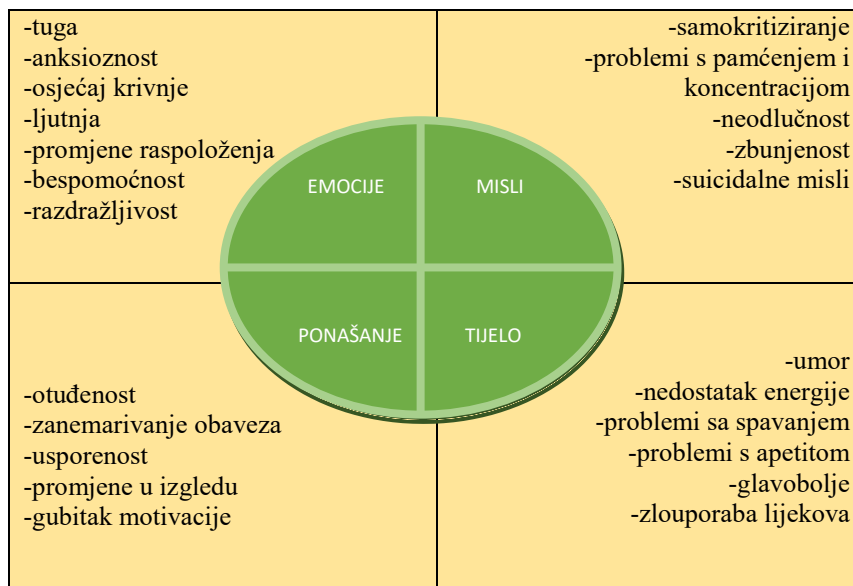 -tuga
-anksioznost
-osjećaj krivnje
-ljutnja
-promjene raspoloženja
-bespomoćnost
-razdražljivost
-samokritiziranje
-problemi s pamćenjem i
koncentracijom
-neodlučnost
-zbunjenost
-suicidalne misli
EMOCIJE
MISLI
PONAŠANJE
TIJELO
-otuđenost
-zanemarivanje obaveza
-usporenost
-promjene u izgledu
-gubitak motivacije
-umor
-nedostatak energije
-problemi sa spavanjem
-problemi s apetitom
-glavobolje
-zlouporaba lijekova